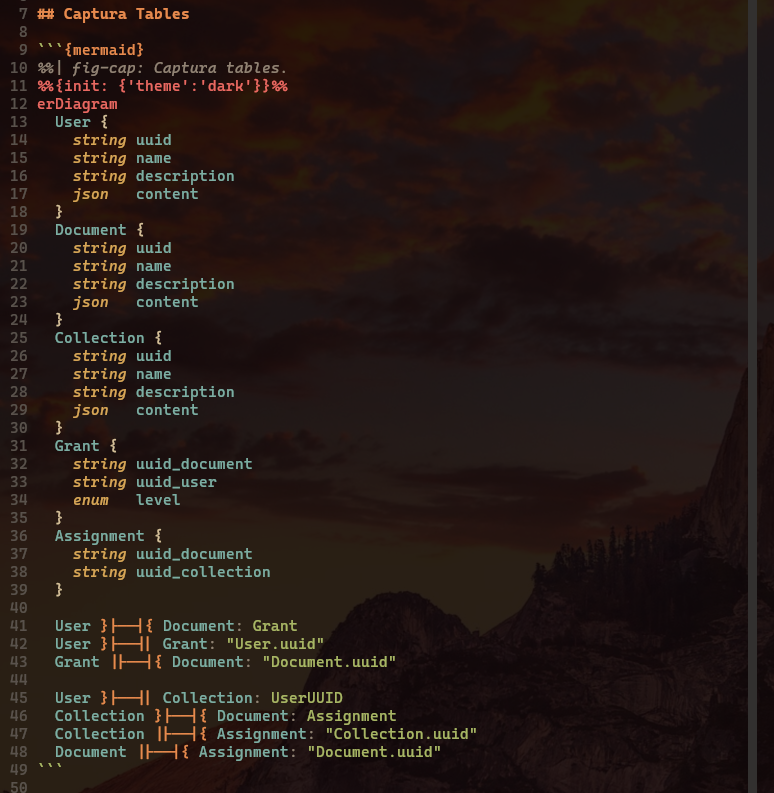 7 ## Captura Tables
8
9 ```{mermaid}
10 %%| fig-cap: Captura tables.
11 %%{init: {'theme':'dark'}}%%
12 erDiagram
13   User {
14     string uuid
15     string name
16     string description
17     json   content
18   }
19   Document {
20     string uuid
21     string name
22     string description
23     json   content
24   }
25   Collection {
26     string uuid
27     string name
28     string description
29     json   content
30   }
31   Grant {
32     string uuid_document
33     string uuid_user
34     enum   level
35   }
36   Assignment {
37     string uuid_document
38     string uuid_collection
39   }
40
41   User }|--|{ Document: Grant
42   User }|--|| Grant: "User.uuid"
43   Grant ||--|{ Document: "Document.uuid"
44
45   User }|--|| Collection: UserUUID
46   Collection }|--|{ Document: Assignment
47   Collection ||--|{ Assignment: "Collection.uuid"
48   Document ||--|{ Assignment: "Document.uuid"
49 ```
50